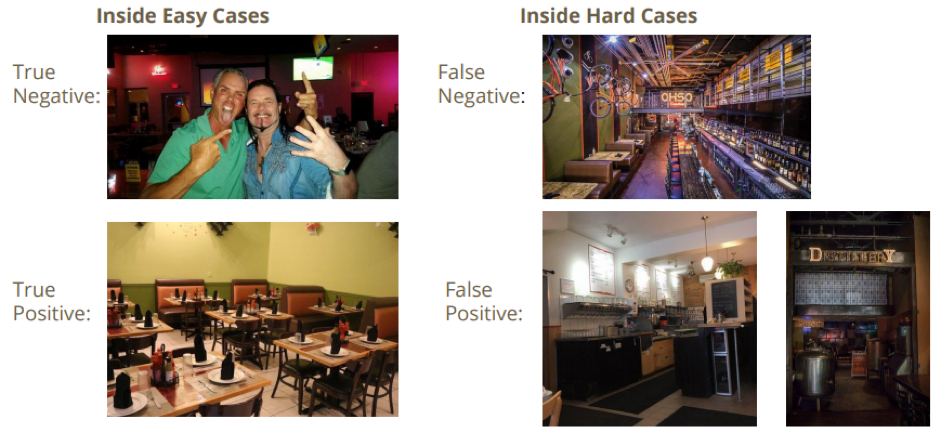 Inside Easy Cases
Inside Hard Cases
True
Negative:
False
Negative:
OHSO
True
Positive:
False
Positive:
DISTILLERY